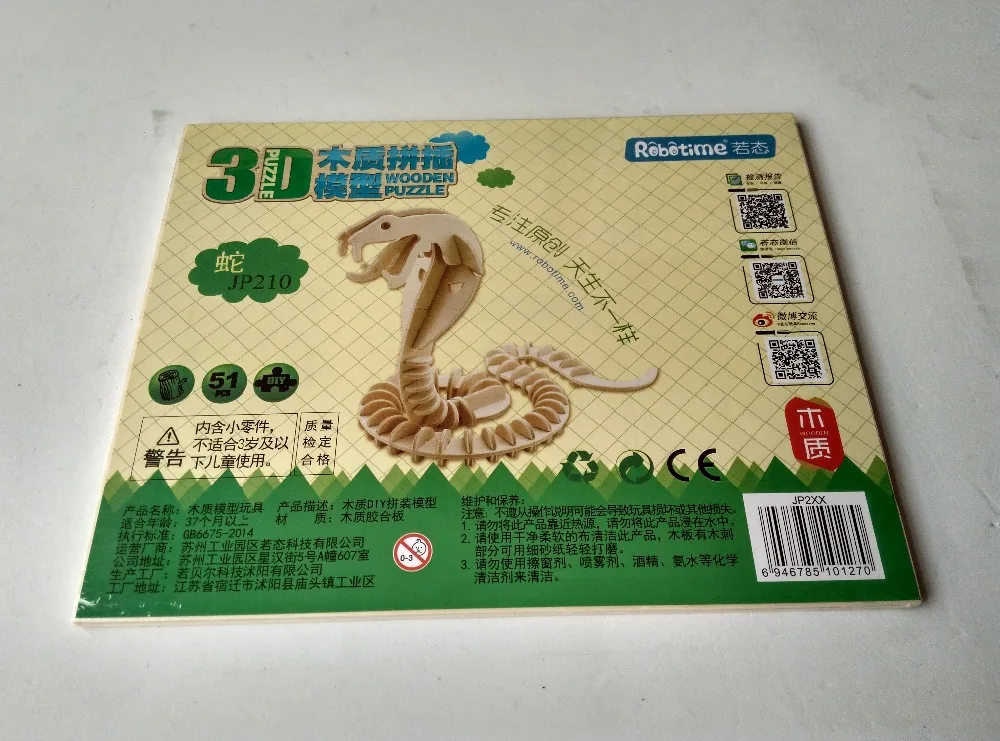 3D PUZZLE 木质拼插模型 WOODEN PUZZLE
Robotime 若态
检测报告
若态微信
微博交流
蛇
JP210
专注原创 天生不一样
www.robotime.com
51
PCS
DIY
木
WOODEN
质
警告
内含小零件，
不适合3岁及以
下儿童使用。
质量
检定
合格
CE
产品名称：木质模型玩具 产品描述：木质DIY拼装模型
适合年龄：37个月以上 材 质：木质胶合板
执行标准：GB6675-2014
运营厂商：苏州工业园区若态科技有限公司
公司地址：苏州工业园区星汉街5号A幢607室
生产工厂：若贝尔科技沭阳有限公司
工厂地址：江苏省宿迁市沭阳县庙头镇工业区
0-3
维护和保养：
注意：不遵从操作说明可能会导致玩具损坏或其他损失。
1. 请勿将此产品靠近热源，请勿将此产品浸在水中。
2. 请使用干净柔软的布清洁此产品，木板有木刺
部分可用细砂纸轻轻打磨。
3. 请勿使用擦窗剂、喷雾剂、酒精、氨水等化学
清洁剂来清洁。
JP2XX
6 946785 101270